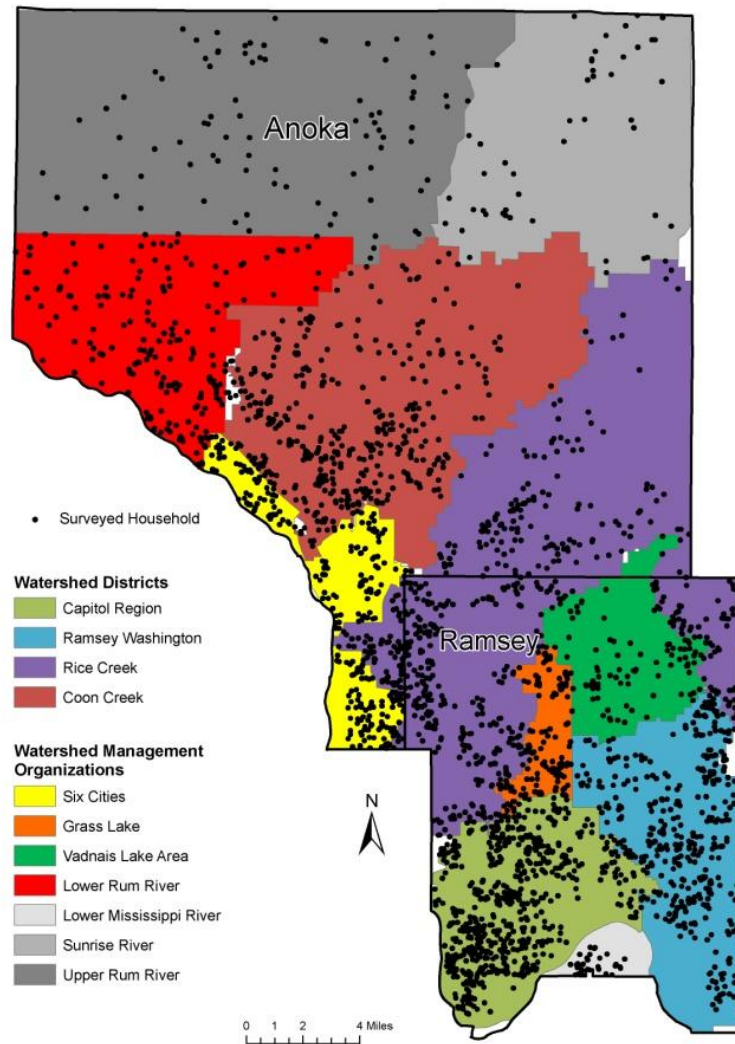 Anoka
Surveyed Household
Watershed Districts
Capitol Region
Ramsey Washington
Rice Creek
Coon Creek
Ramsey
Watershed Management
Organizations
Six Cities
Grass Lake
Vadnais Lake Area
Lower Rum River
Lower Mississippi River
Sunrise River
Upper Rum River
N
0 1 2 4 Miles